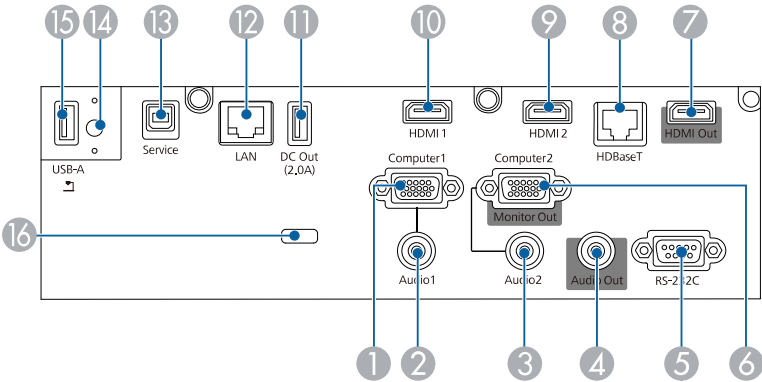 15 14 13 12 11 10 9 8 7
HDMI 1 HDMI 2 HDBaseT HDMI Out
Service LAN DC Out
(2.0A)
USB-A
Computer1 Computer2
Monitor Out
16
Audio1 Audio2 Audio Out RS-232C
1 2 3 4 5 6